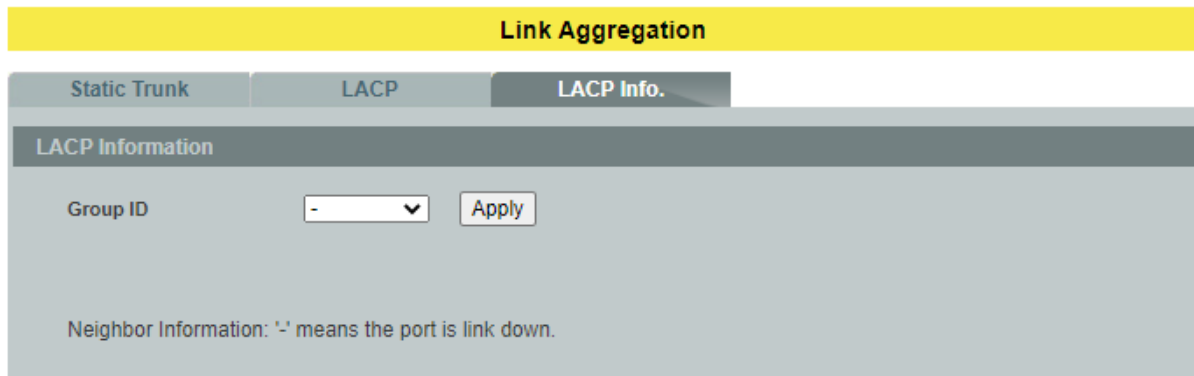 Link Aggregation
Static Trunk LACP LACP Info.
LACP Information
Group ID - Apply
Neighbor Information: '-' means the port is link down.